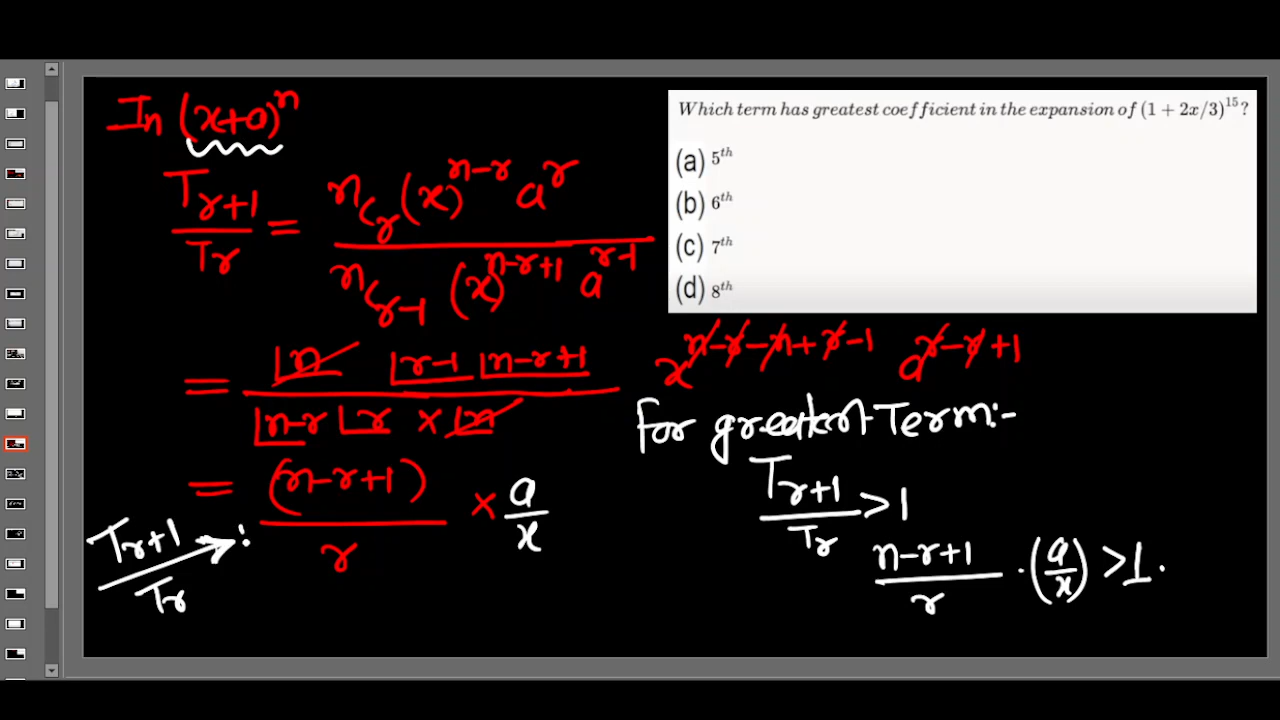 In (x+a)^n
T_{r+1}/T_r = nC_r (x)^{n-r} a^r / nC_{r-1} (x)^{n-r+1} a^{r-1}
= |n |r-1 |n-r+1 / |n-r |r × |n
= (n-r+1)/r × a/x
T_{r+1}/T_r → :
Which term has greatest coefficient in the expansion of (1 + 2x/3)^{15}?
(a) 5^{th}
(b) 6^{th}
(c) 7^{th}
(d) 8^{th}
x^{n-r-n+r-1} a^{r-r+1}
For greatest Term:-
T_{r+1}/T_r > 1
n-r+1/r · (a/x) > 1.